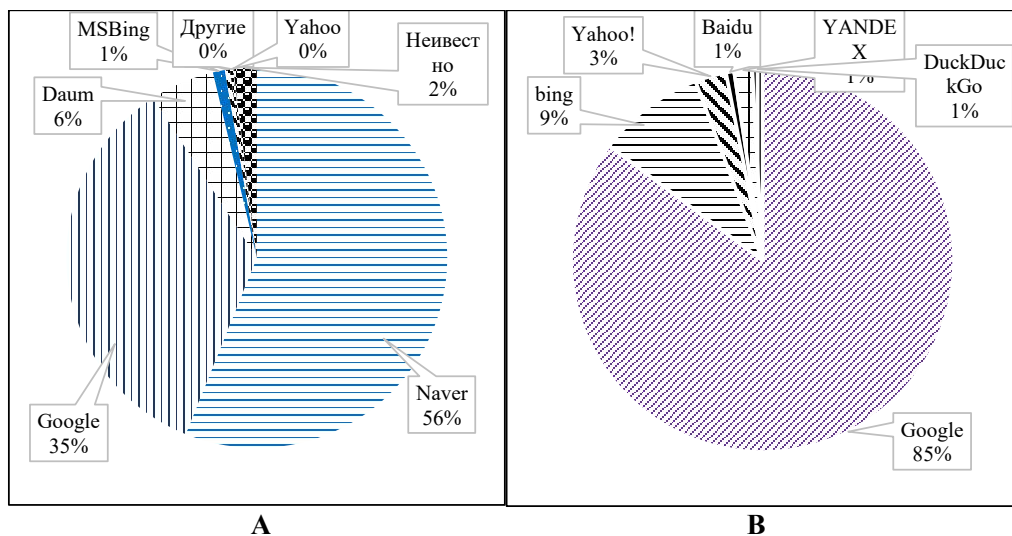 MSBing
1%
Другие
0%
Yahoo
0%
Неивест
но
2%
Daum
6%
Google
35%
Naver
56%
A
Yahoo!
3%
Baidu
1%
YANDE
X
1%
DuckDuc
kGo
1%
bing
9%
Google
85%
B